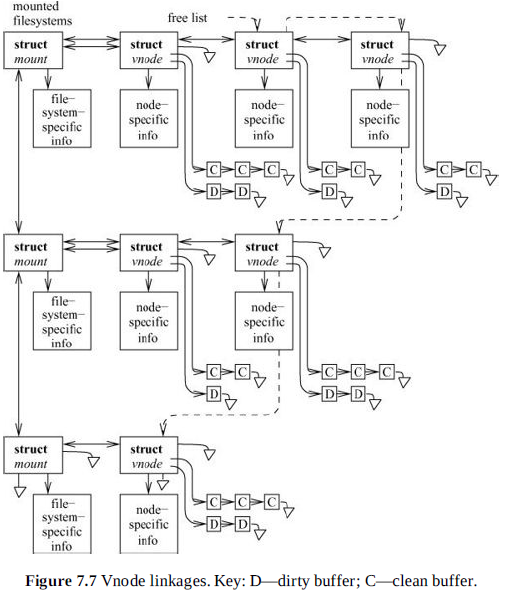 mounted
filesystems
free list
struct
mount
struct
vnode
struct
vnode
struct
vnode
file–
system–
specific
info
node–
specific
info
node–
specific
info
node–
specific
info
C C C
D D
C C
D
C C
D
struct
mount
struct
vnode
struct
vnode
file–
system–
specific
info
node–
specific
info
node–
specific
info
C C
D
C C C
D D
struct
mount
struct
vnode
file–
system–
specific
info
node–
specific
info
C C C
D D
Figure 7.7 Vnode linkages. Key: D—dirty buffer; C—clean buffer.